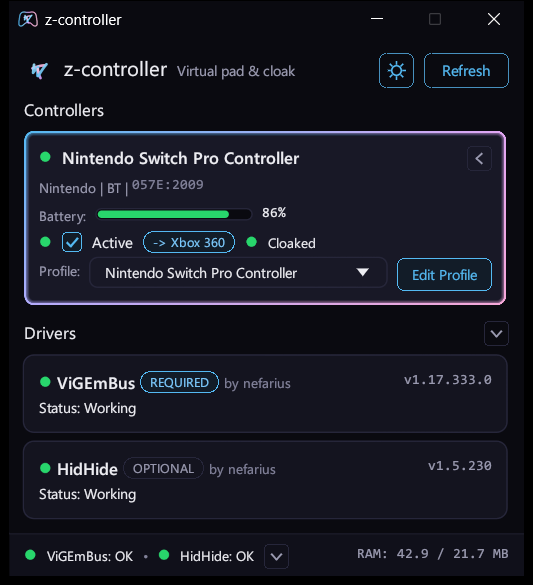 z-controller
z-controller Virtual pad & cloak Refresh
Controllers
Nintendo Switch Pro Controller
Nintendo | BT | 057E:2009
Battery: 86%
Active -> Xbox 360 Cloaked
Profile: Nintendo Switch Pro Controller Edit Profile
Drivers
ViGEmBus REQUIRED by nefarius v1.17.333.0
Status: Working
HidHide OPTIONAL by nefarius v1.5.230
Status: Working
ViGEmBus: OK • HidHide: OK RAM: 42.9 / 21.7 MB